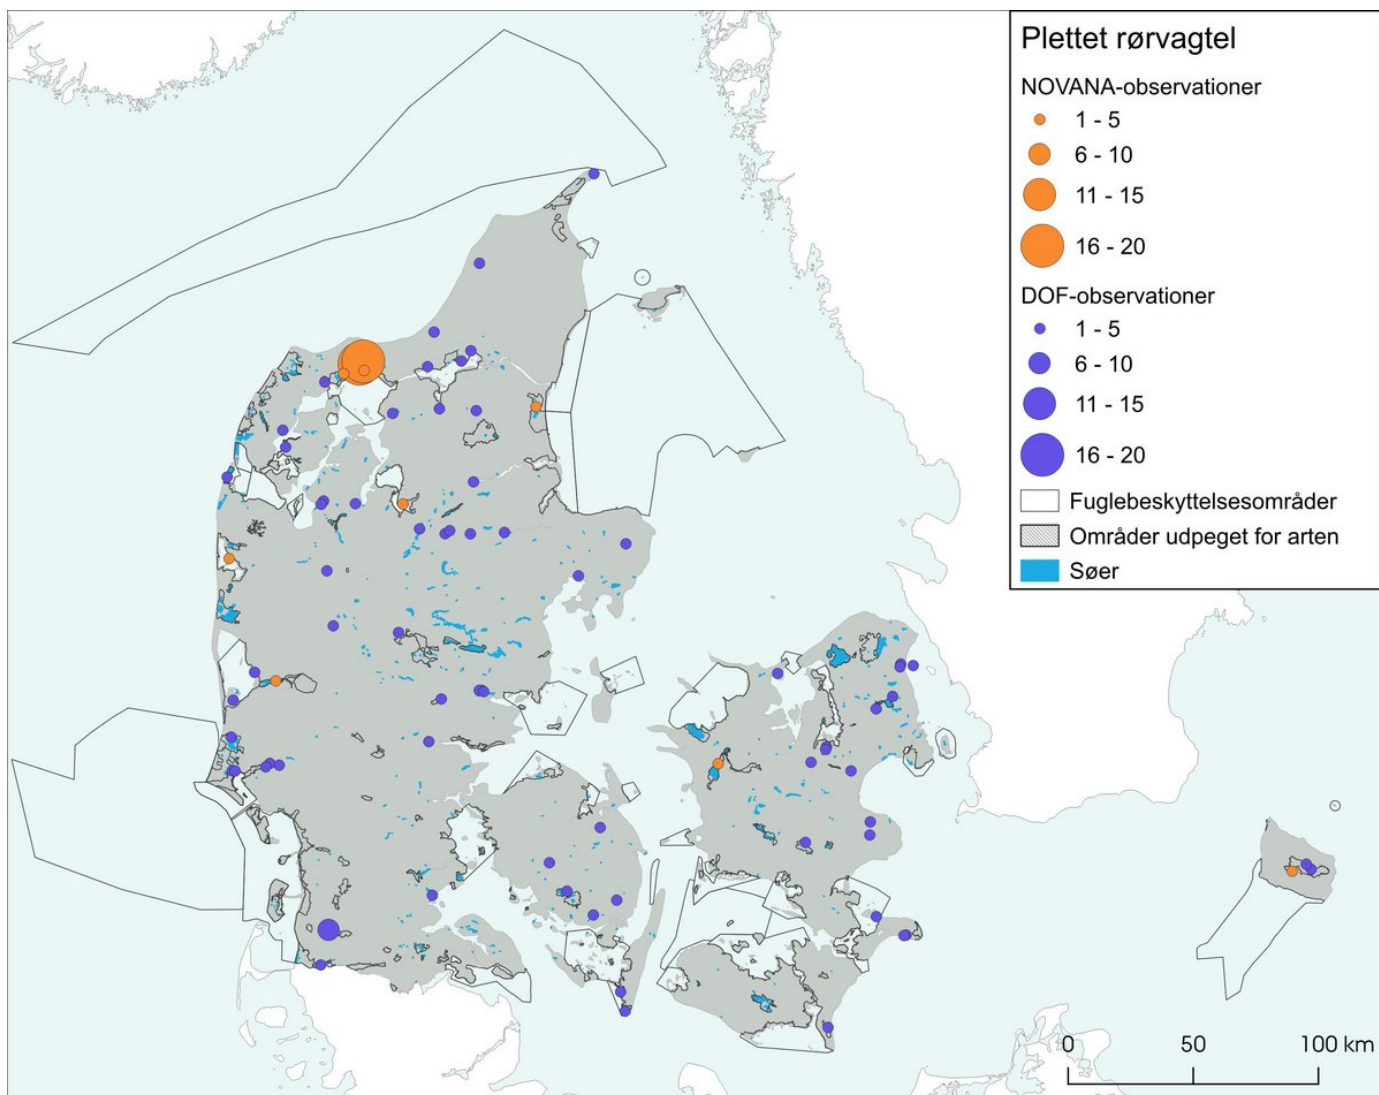 Plettet rørvagtel
NOVANA-observationer
1 - 5
6 - 10
11 - 15
16 - 20
DOF-observationer
1 - 5
6 - 10
11 - 15
16 - 20
Fuglebeskyttelsesområder
Områder udpeget for arten
Søer
0 50 100 km